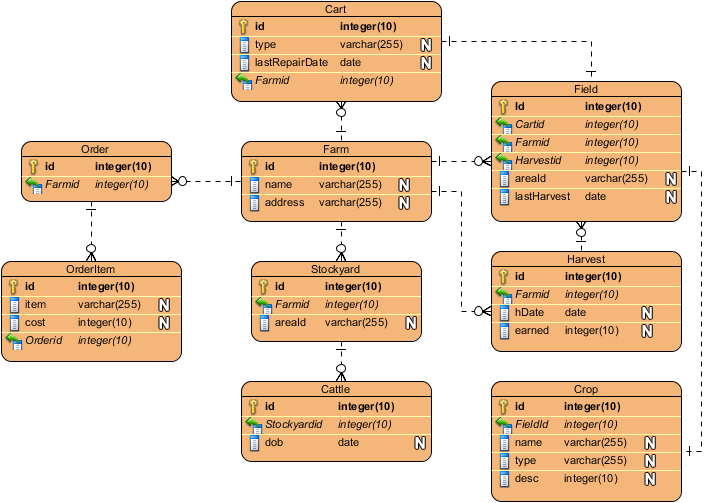 Cart
id integer(10)
type varchar(255) N
lastRepairDate date N
Farmid integer(10)
Field
Id integer(10)
Cartid integer(10)
Farmid integer(10)
Harvestid integer(10)
areaId varchar(255) N
lastHarvest date N
Order
id integer(10)
Farmid integer(10)
Farm
id integer(10)
name varchar(255) N
address varchar(255) N
OrderItem
id integer(10)
item varchar(255) N
cost integer(10) N
Orderid integer(10)
Stockyard
id integer(10)
Farmid integer(10)
areaId varchar(255) N
Harvest
id integer(10)
Farmid integer(10)
hDate date N
earned integer(10) N
Cattle
id integer(10)
Stockyardid integer(10)
dob date N
Crop
id integer(10)
FieldId integer(10)
name varchar(255) N
type varchar(255) N
desc integer(10) N